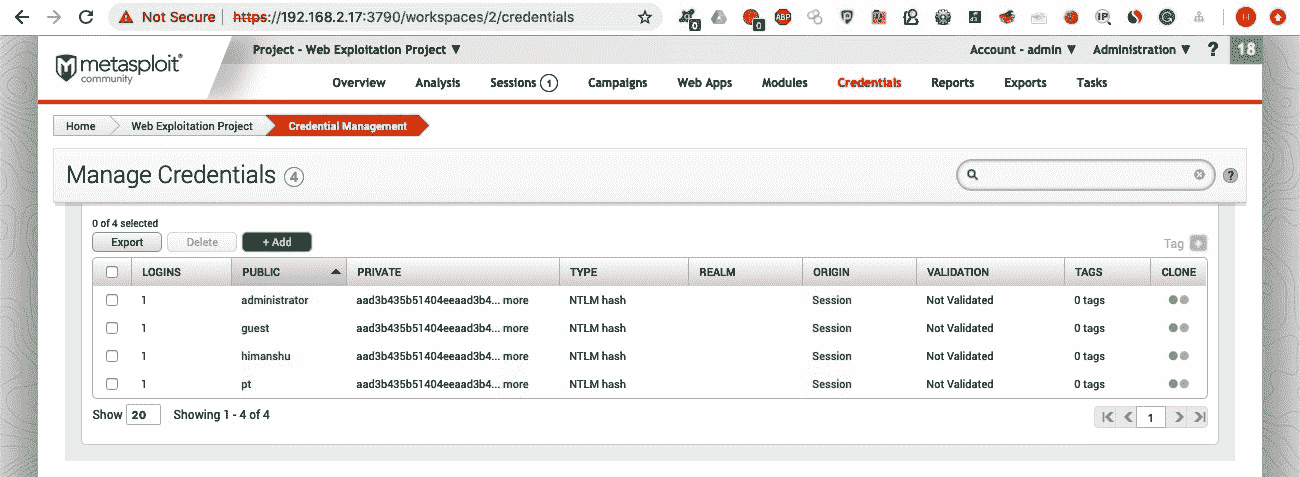 Not Secure | https://192.168.2.17:3790/workspaces/2/credentials
0 0 ABP IP H
metasploit®
community
Project - Web Exploitation Project ▼ Account - admin ▼ Administration ▼ ? 18
Overview Analysis Sessions 1 Campaigns Web Apps Modules Credentials Reports Exports Tasks
Home Web Exploitation Project Credential Management
Manage Credentials 4 ?
0 of 4 selected
Export Delete + Add Tag +
LOGINS PUBLIC PRIVATE TYPE REALM ORIGIN VALIDATION TAGS CLONE
1 administrator aad3b435b51404eeaad3b4... more NTLM hash Session Not Validated 0 tags
1 guest aad3b435b51404eeaad3b4... more NTLM hash Session Not Validated 0 tags
1 himanshu aad3b435b51404eeaad3b4... more NTLM hash Session Not Validated 0 tags
1 pt aad3b435b51404eeaad3b4... more NTLM hash Session Not Validated 0 tags
Show 20 Showing 1 - 4 of 4 1